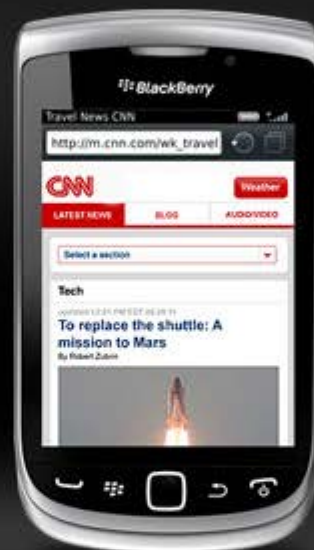 BlackBerry
Travel News CNN
http://m.cnn.com/wk_travel
CNN
Weather
LATEST NEWS
BLOG
AUDIO/VIDEO
Select a section
Tech
To replace the shuttle: A
mission to Mars
By Robert Zubrin